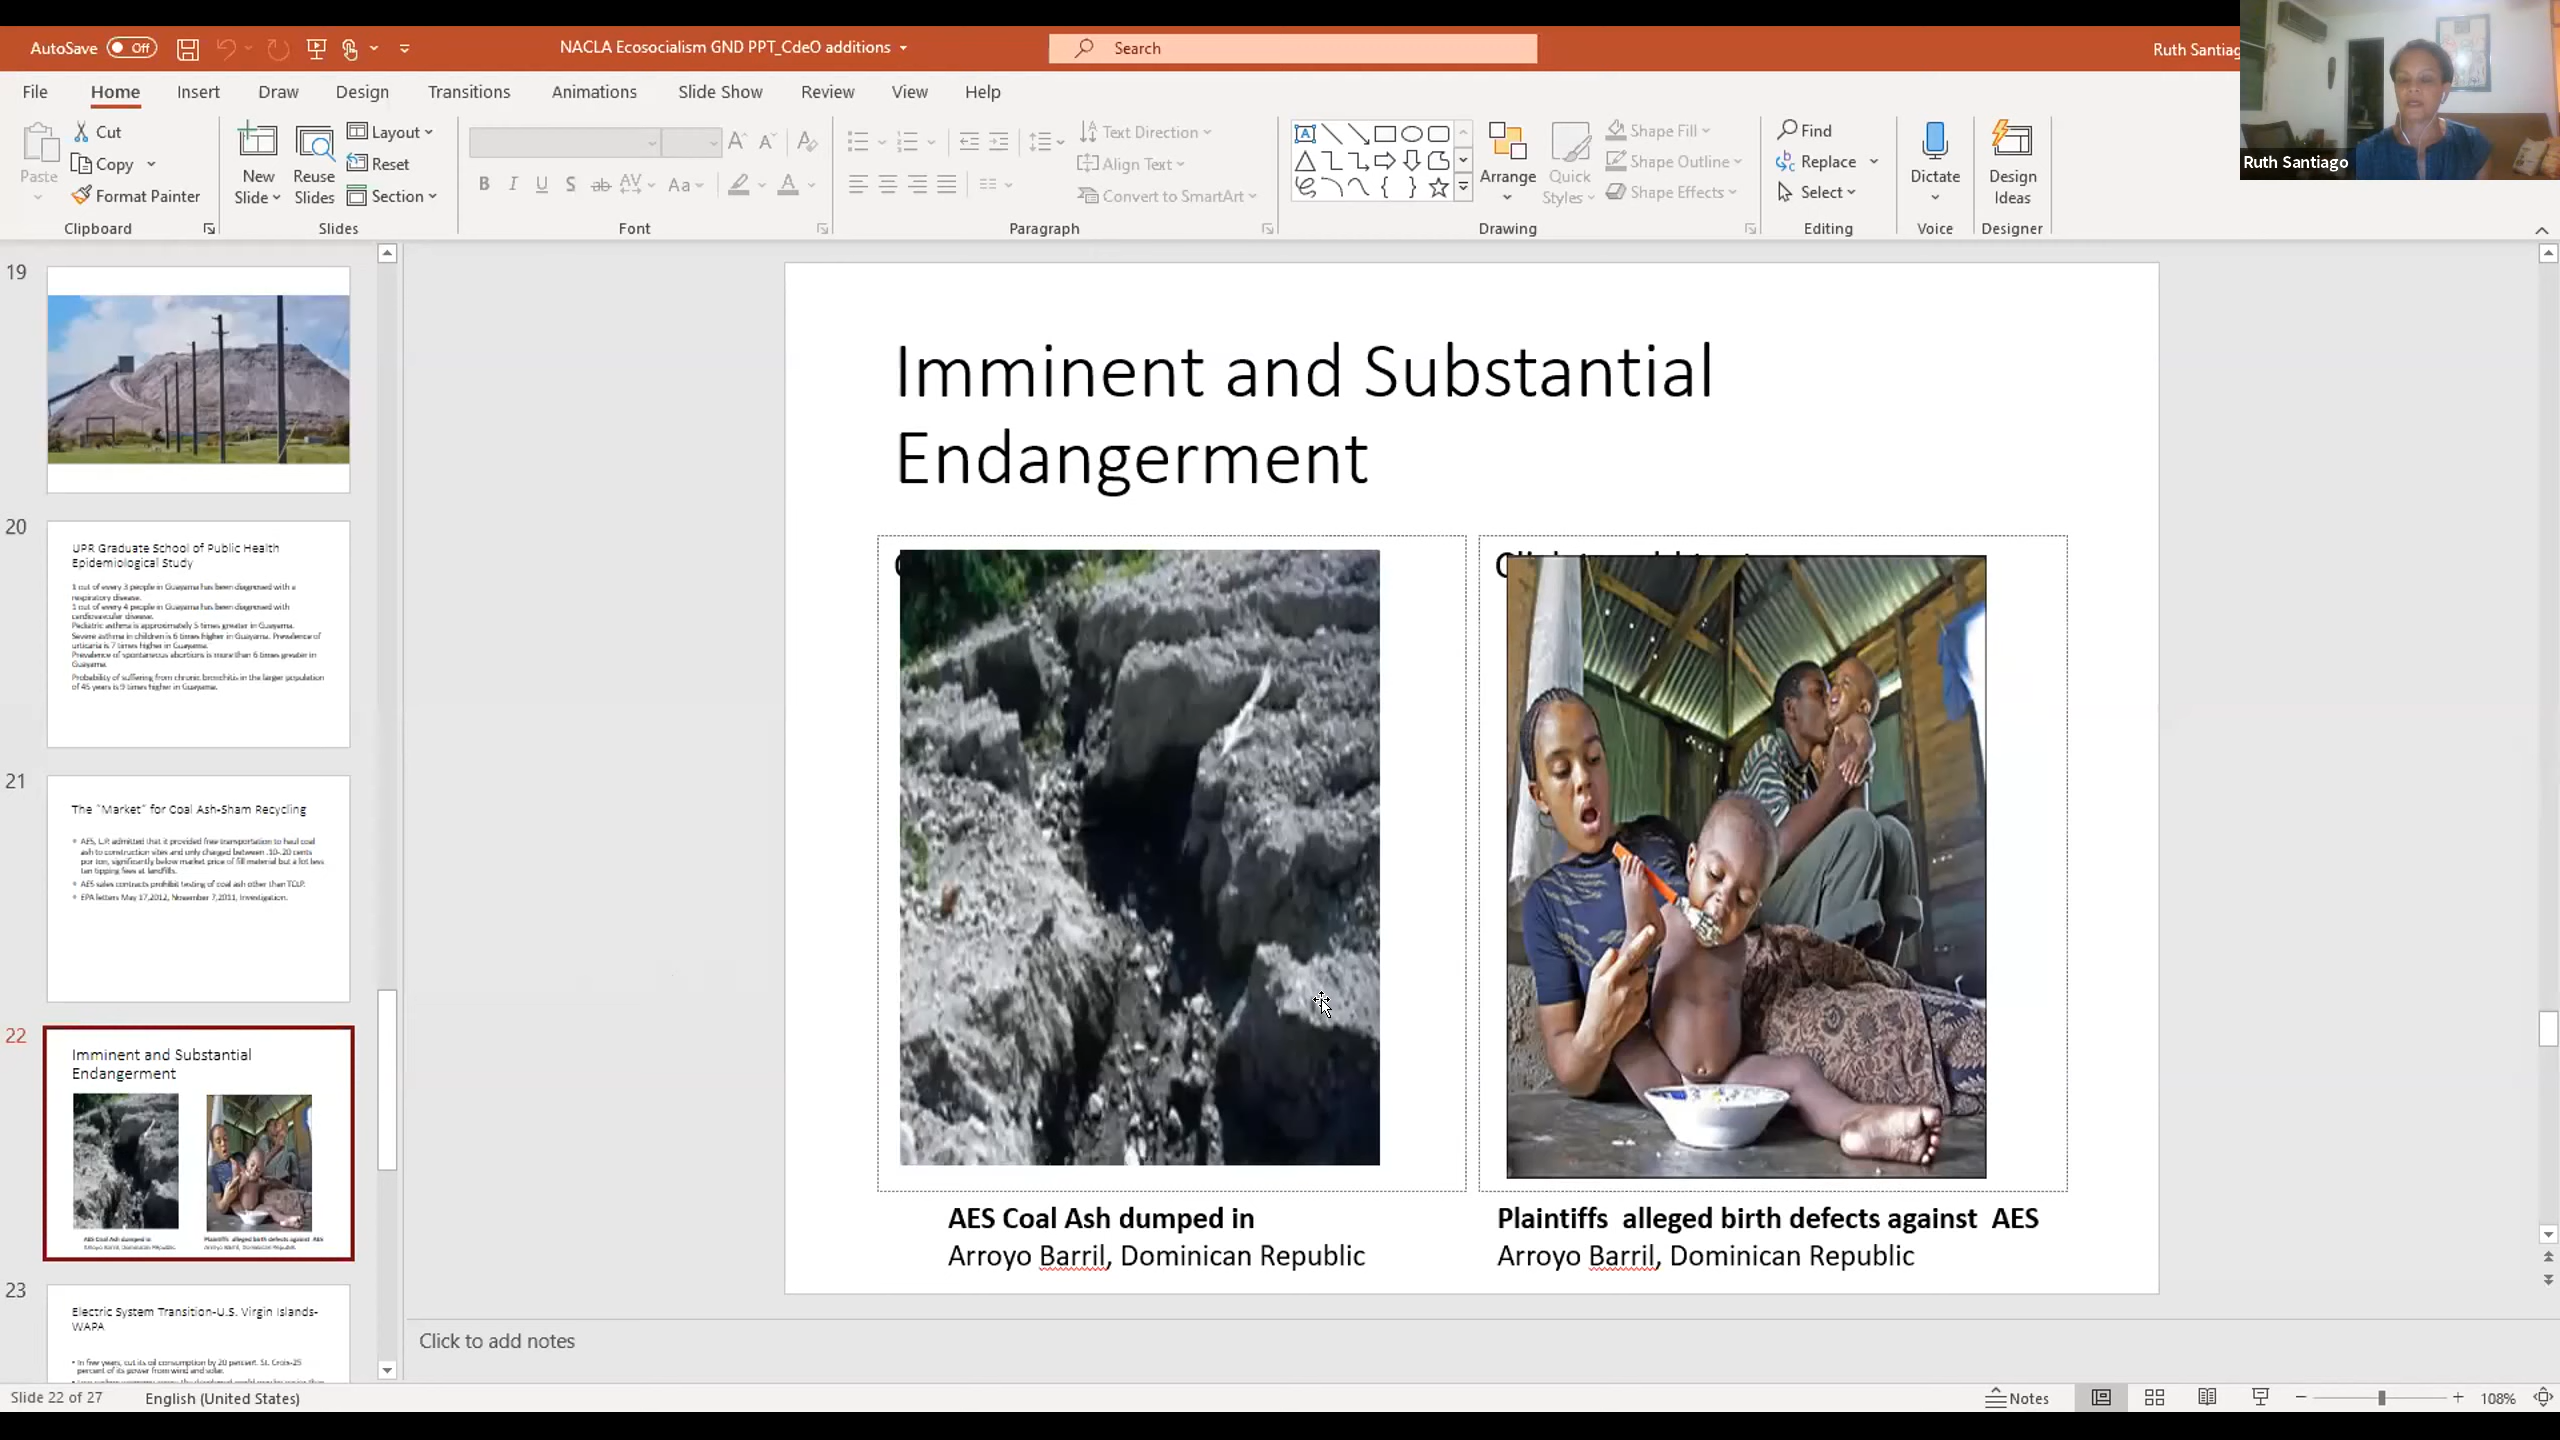 AutoSave Off
NACLA Ecosocialism GND PPT_CdeO additions
Search
Ruth Santiag
Ruth Santiago
File Home Insert Draw Design Transitions Animations Slide Show Review View Help
Paste
Cut
Copy
Format Painter
Clipboard
New Slide
Reuse Slides
Layout
Reset
Section
Slides
Font
Text Direction
Align Text
Convert to SmartArt
Paragraph
Arrange
Quick Styles
Shape Fill
Shape Outline
Shape Effects
Drawing
Find
Replace
Select
Editing
Dictate
Voice
Design Ideas
Designer
19
20
UPR Graduate School of Public Health
Epidemiological Study
1 out of every 3 people in Guayama has been diagnosed with a
respiratory disease.
1 out of every 4 people in Guayama has been diagnosed with
cardiovascular disease.
Pediatric asthma is approximately 5 times greater in Guayama.
Severe asthma in children is 6 times higher in Guayama. Prevalence of
urticaria is 7 times higher in Guayama.
Prevalence of spontaneous abortions is more than 6 times greater in
Guayama.
Probability of suffering from chronic bronchitis in the larger population
of 45 years is 9 times higher in Guayama.
21
The "Market" for Coal Ash-Sham Recycling
AES, L.P. admitted that it provided free transportation to haul coal
ash to construction sites and only charged between .10-.20 cents
per ton, significantly below market price of fill material but a lot less
tan tipping fees at landfills.
AES sales contracts prohibit testing of coal ash other than TCLP.
EPA letters May 17,2012, November 7,2011, Investigation.
22
Imminent and Substantial
Endangerment
AES Coal Ash dumped in
Arroyo Barril, Dominican Republic
Plaintiffs alleged birth defects against AES
Arroyo Barril, Dominican Republic
23
Electric System Transition-U.S. Virgin Islands-
WAPA
In five years, cut its oil consumption by 20 percent. St. Croix-25
percent of its power from wind and solar.
Imminent and Substantial
Endangerment
AES Coal Ash dumped in
Arroyo Barril, Dominican Republic
Plaintiffs alleged birth defects against AES
Arroyo Barril, Dominican Republic
Click to add notes
Slide 22 of 27
English (United States)
Notes
108%